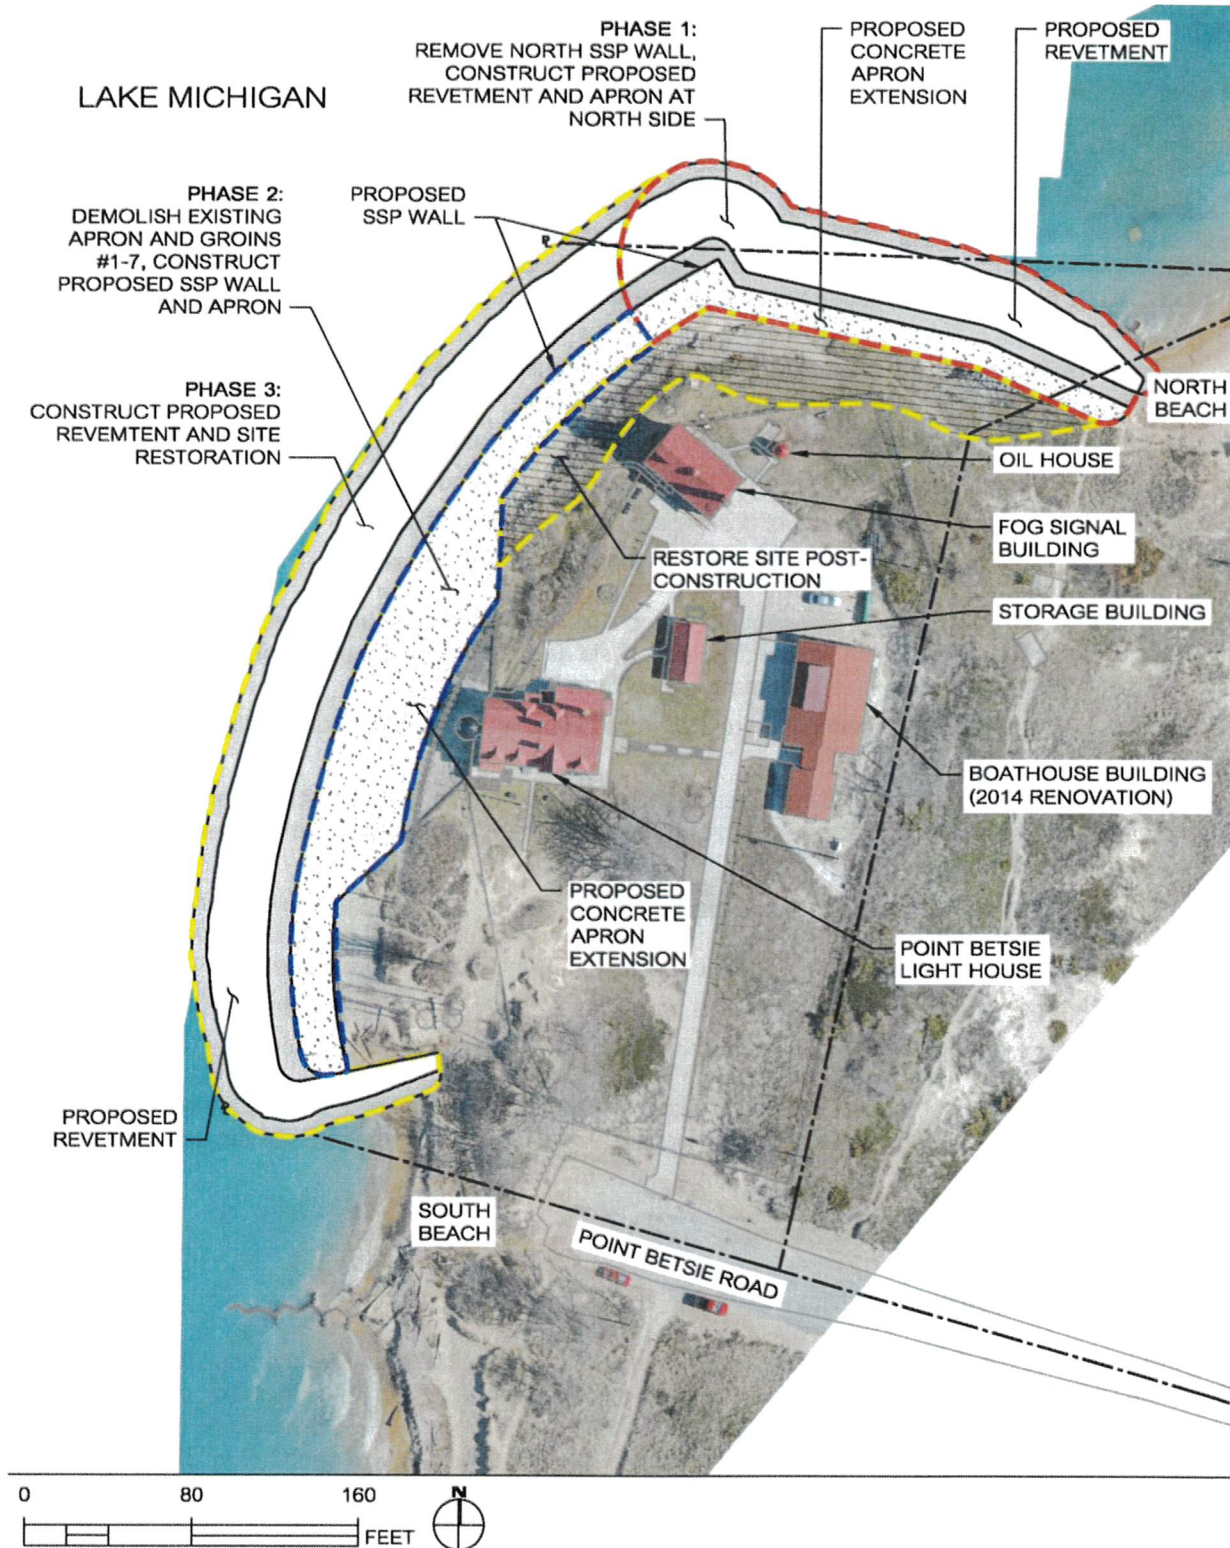 PHASE 1:
REMOVE NORTH SSP WALL,
CONSTRUCT PROPOSED
REVETMENT AND APRON AT
NORTH SIDE
PROPOSED
CONCRETE
APRON
EXTENSION
PROPOSED
REVETMENT
LAKE MICHIGAN
PHASE 2:
DEMOLISH EXISTING
APRON AND GROINS
#1-7, CONSTRUCT
PROPOSED SSP WALL
AND APRON
PROPOSED
SSP WALL
PHASE 3:
CONSTRUCT PROPOSED
REVEMTENT AND SITE
RESTORATION
NORTH
BEACH
OIL HOUSE
FOG SIGNAL
BUILDING
RESTORE SITE POST-
CONSTRUCTION
STORAGE BUILDING
BOATHOUSE BUILDING
(2014 RENOVATION)
PROPOSED
CONCRETE
APRON
EXTENSION
POINT BETSIE
LIGHT HOUSE
PROPOSED
REVETMENT
SOUTH
BEACH
POINT BETSIE ROAD
0 80 160
FEET
N